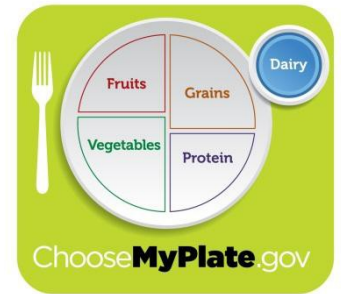 Dairy
Fruits
Grains
Vegetables
Protein
ChooseMyPlate.gov